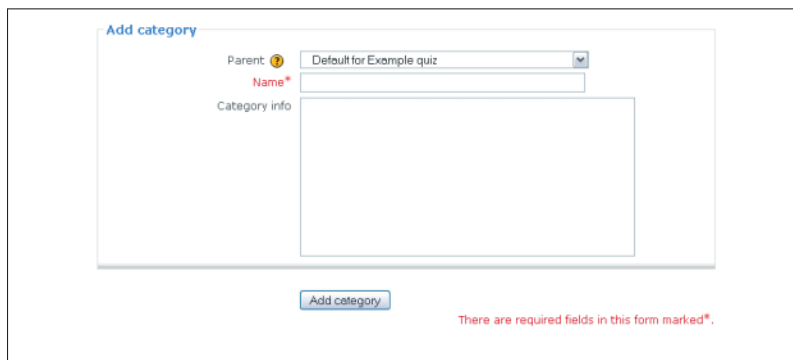 Add category
Parent ? Default for Example quiz
Name*
Category info
Add category
There are required fields in this form marked*.